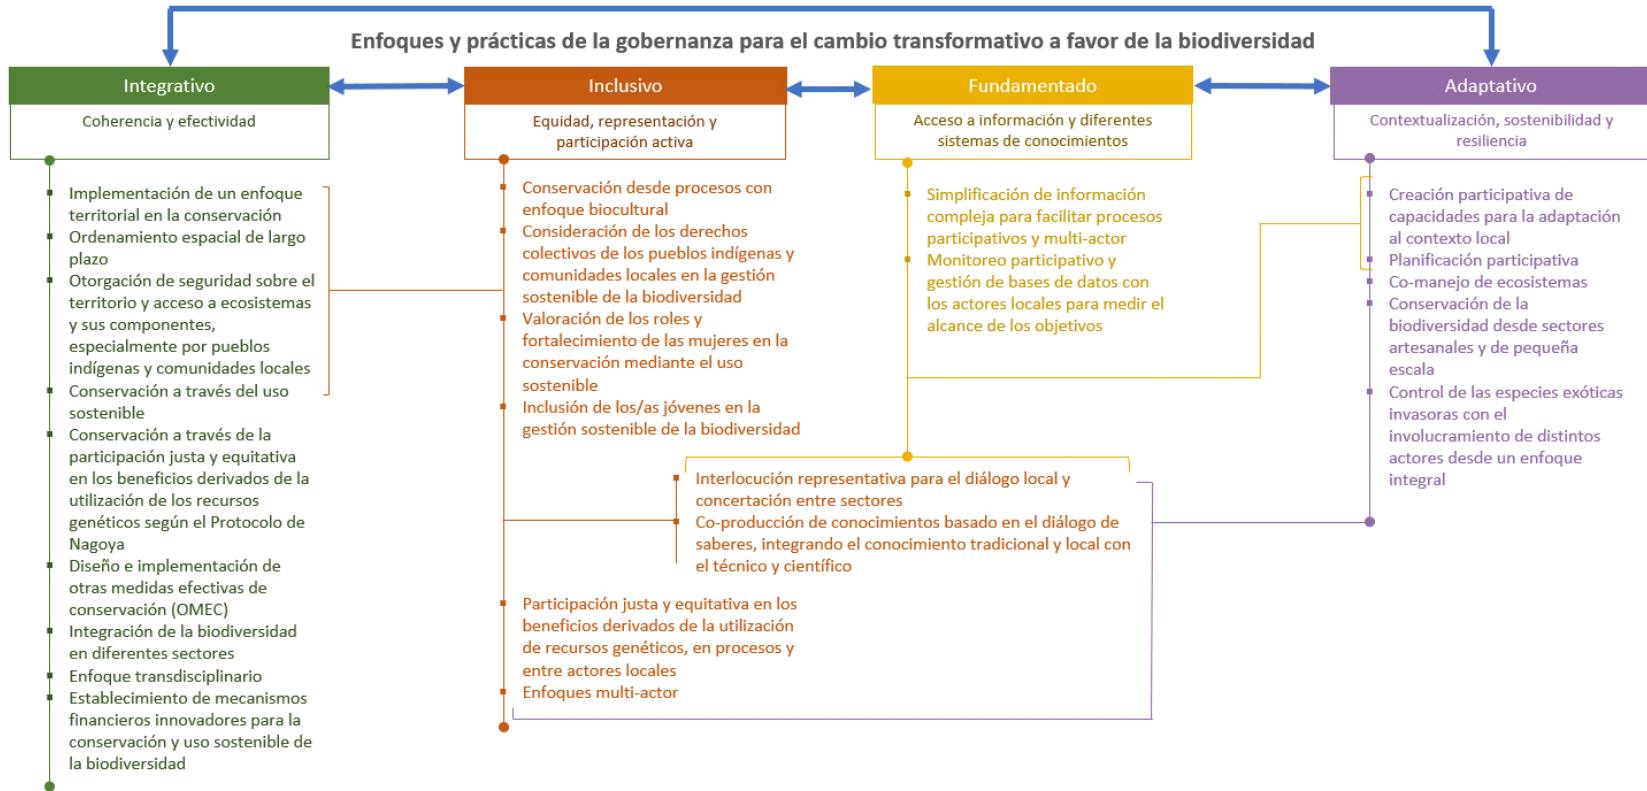 Enfoques y prácticas de la gobernanza para el cambio transformativo a favor de la biodiversidad
Integrativo
Coherencia y efectividad
Implementación de un enfoque
territorial en la conservación
Ordenamiento espacial de largo
plazo
Otorgación de seguridad sobre el
territorio y acceso a ecosistemas
y sus componentes,
especialmente por pueblos
indígenas y comunidades locales
Conservación a través del uso
sostenible
Conservación a través de la
participación justa y equitativa
en los beneficios derivados de la
utilización de los recursos
genéticos según el Protocolo de
Nagoya
Diseño e implementación de
otras medidas efectivas de
conservación (OMEC)
Integración de la biodiversidad
en diferentes sectores
Enfoque transdisciplinario
Establecimiento de mecanismos
financieros innovadores para la
conservación y uso sostenible de
la biodiversidad
Inclusivo
Equidad, representación y
participación activa
Conservación desde procesos con
enfoque biocultural
Consideración de los derechos
colectivos de los pueblos indígenas y
comunidades locales en la gestión
sostenible de la biodiversidad
Valoración de los roles y
fortalecimiento de las mujeres en la
conservación mediante el uso
sostenible
Inclusión de los/as jóvenes en la
gestión sostenible de la biodiversidad
Interlocución representativa para el diálogo local y
concertación entre sectores
Co-producción de conocimientos basado en el diálogo de
saberes, integrando el conocimiento tradicional y local con
el técnico y científico
Participación justa y equitativa en los
beneficios derivados de la utilización
de recursos genéticos, en procesos y
entre actores locales
Enfoques multi-actor
Fundamentado
Acceso a información y diferentes
sistemas de conocimientos
Simplificación de información
compleja para facilitar procesos
participativos y multi-actor
Monitoreo participativo y
gestión de bases de datos con
los actores locales para medir el
alcance de los objetivos
Adaptativo
Contextualización, sostenibilidad y
resiliencia
Creación participativa de
capacidades para la adaptación
al contexto local
Planificación participativa
Co-manejo de ecosistemas
Conservación de la
biodiversidad desde sectores
artesanales y de pequeña
escala
Control de las especies exóticas
invasoras con el
involucramiento de distintos
actores desde un enfoque
integral